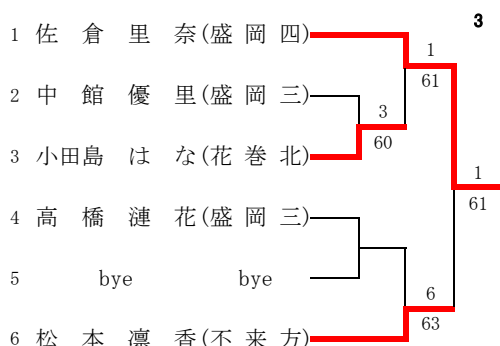 3
1 佐倉里奈(盛岡四)
1
61
2 中館優里(盛岡三)
3
60
3 小田島はな(花巻北)
1
61
4 高橋漣花(盛岡三)
5 bye bye
6
63
6 松本凛香(不来方)